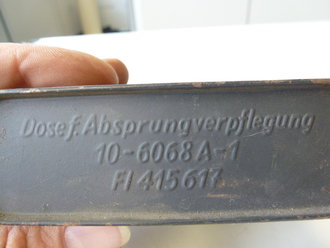 Dose f. Absprungverpflegung
10-6068 A-1
Fl 415617